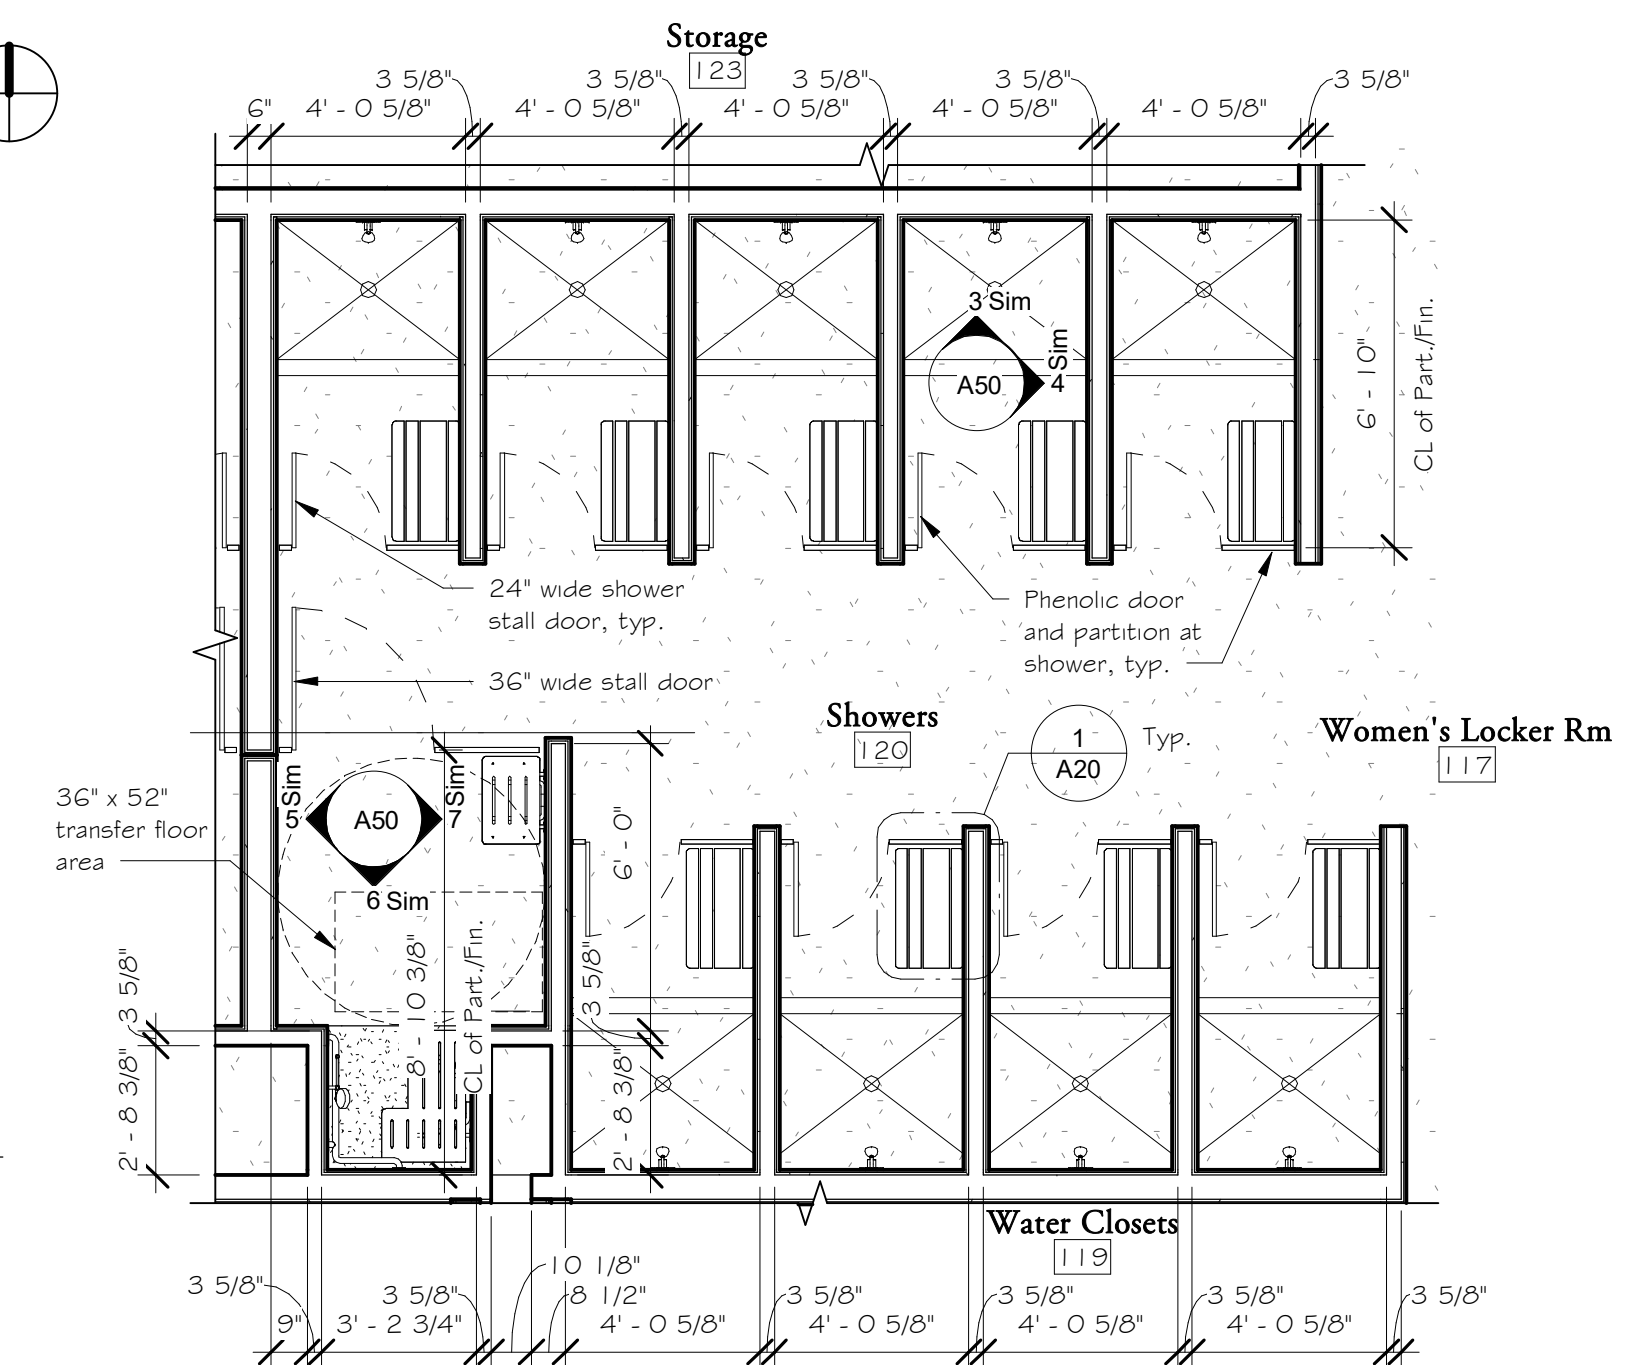 Storage
123
3 5/8" 3 5/8" 3 5/8" 3 5/8" 3 5/8"
6" 4' - 0 5/8" 4' - 0 5/8" 4' - 0 5/8" 4' - 0 5/8" 4' - 0 5/8"
3 Sim
A50
4 Sim
6' - 10"
CL of Part./Fin.
24" wide shower
stall door, typ.
36" wide stall door
Phenolic door
and partition at
shower, typ.
Showers
120
1
A20
Typ.
Women's Locker Rm
117
36" x 52"
transfer floor
area
5 Sim
A50
7 Sim
6 Sim
6' - 0"
8' - 10 3/8"
CL of Part./Fin.
3 5/8"
2' - 8 3/8"
3 5/8"
2' - 8 3/8"
Water Closets
119
10 1/8"
3 5/8" 3 5/8" 8 1/2" 3 5/8" 3 5/8" 3 5/8" 3 5/8"
9" 3' - 2 3/4" 4' - 0 5/8" 4' - 0 5/8" 4' - 0 5/8" 4' - 0 5/8"